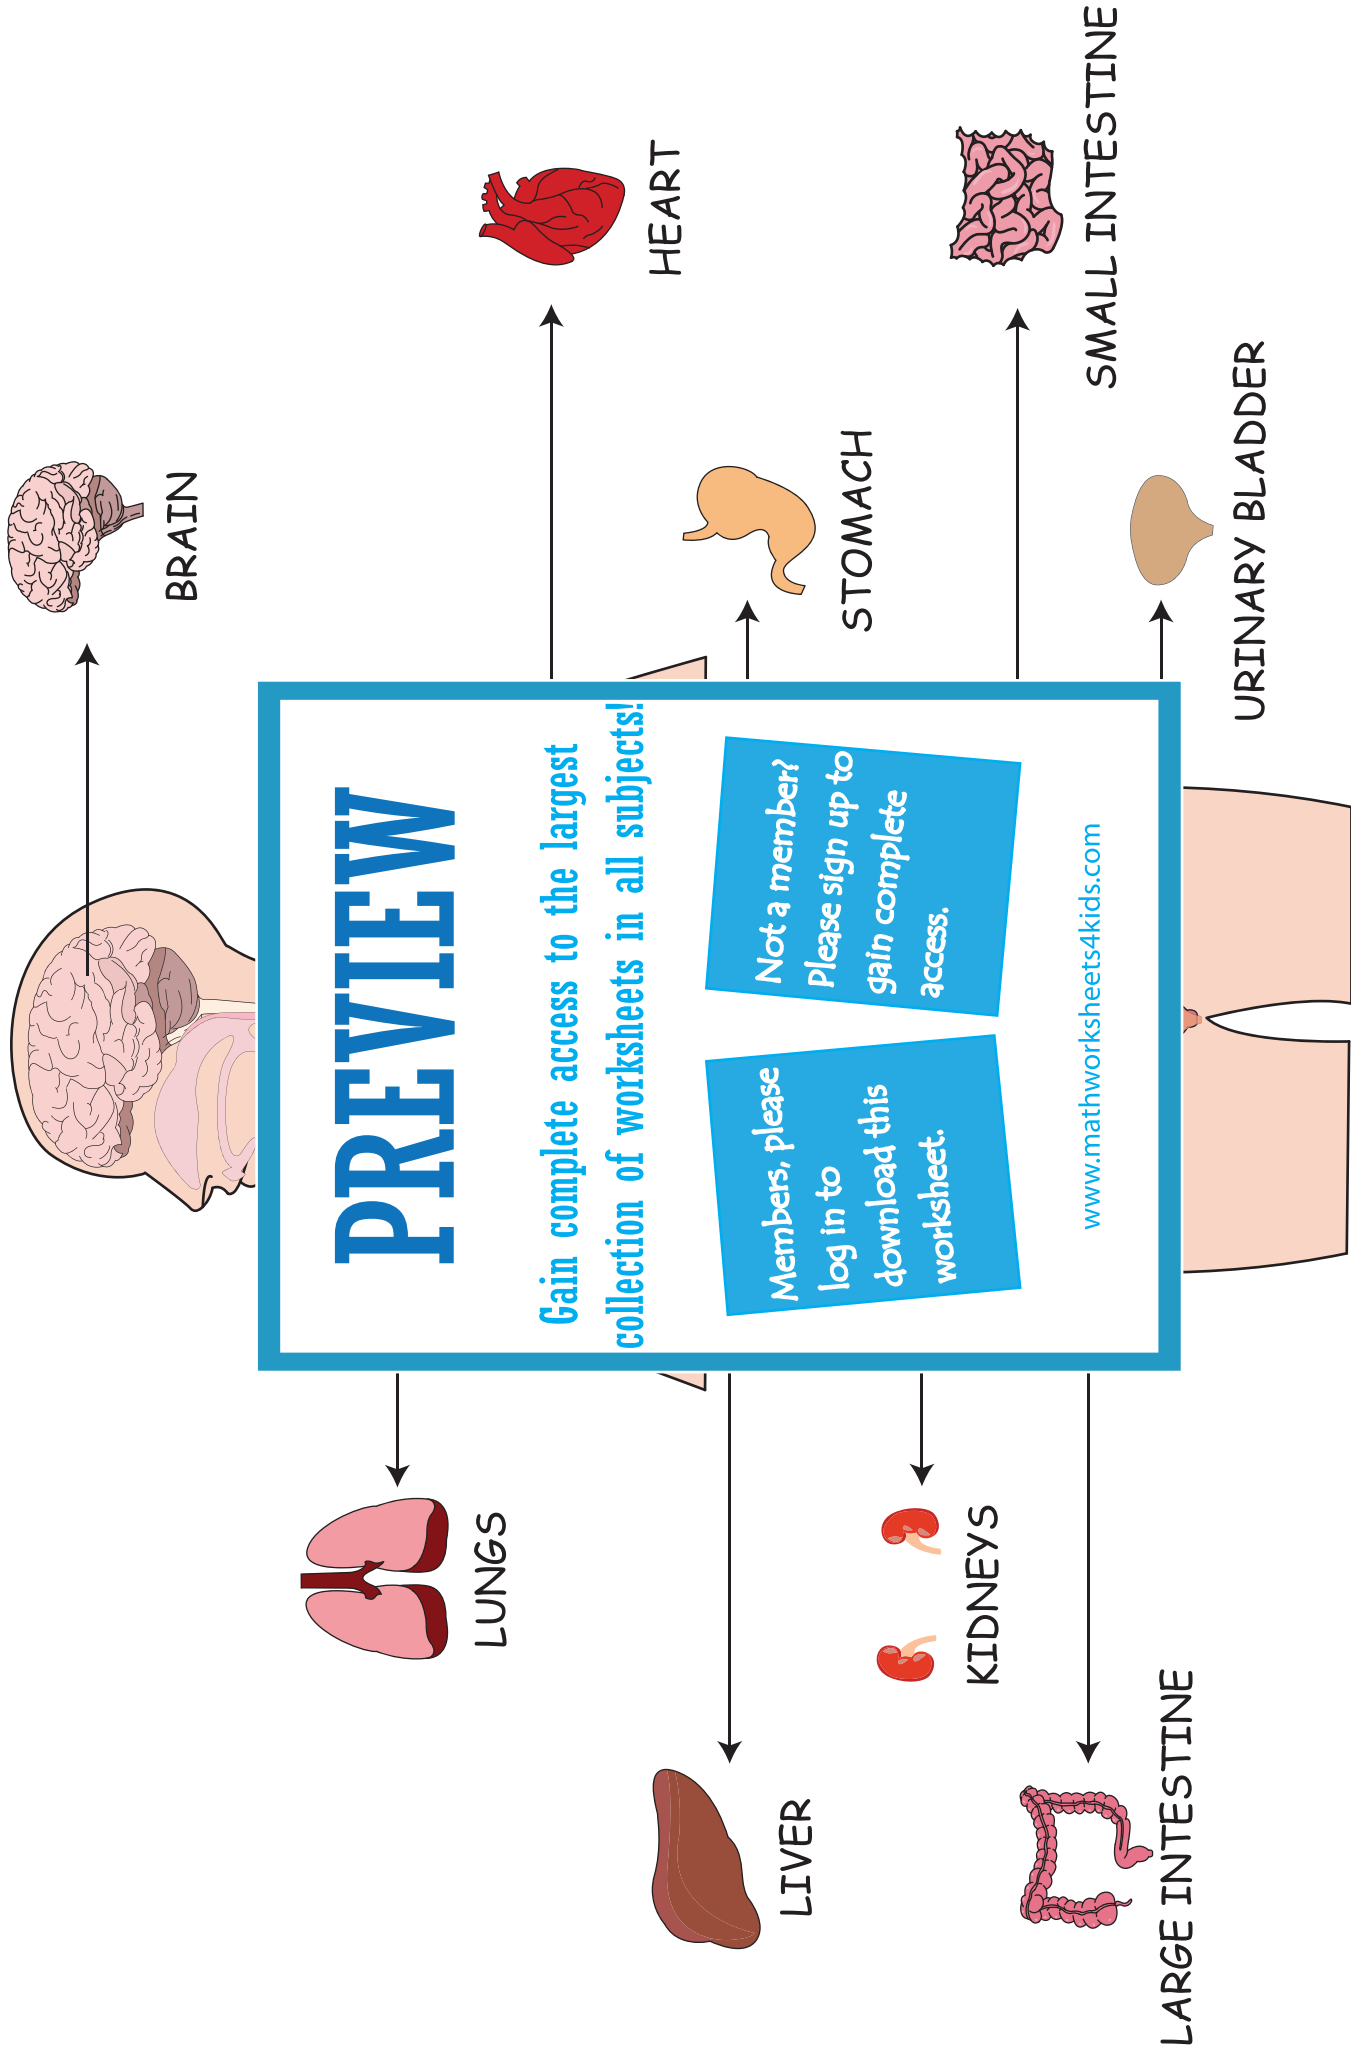 BRAIN
HEART
LUNGS
STOMACH
LIVER
KIDNEYS
SMALL INTESTINE
LARGE INTESTINE
URINARY BLADDER
PREVIEW
Gain complete access to the largest
collection of worksheets in all subjects!
Members, please
log in to
download this
worksheet.
Not a member?
Please sign up to
gain complete
access.
www.mathworksheets4kids.com